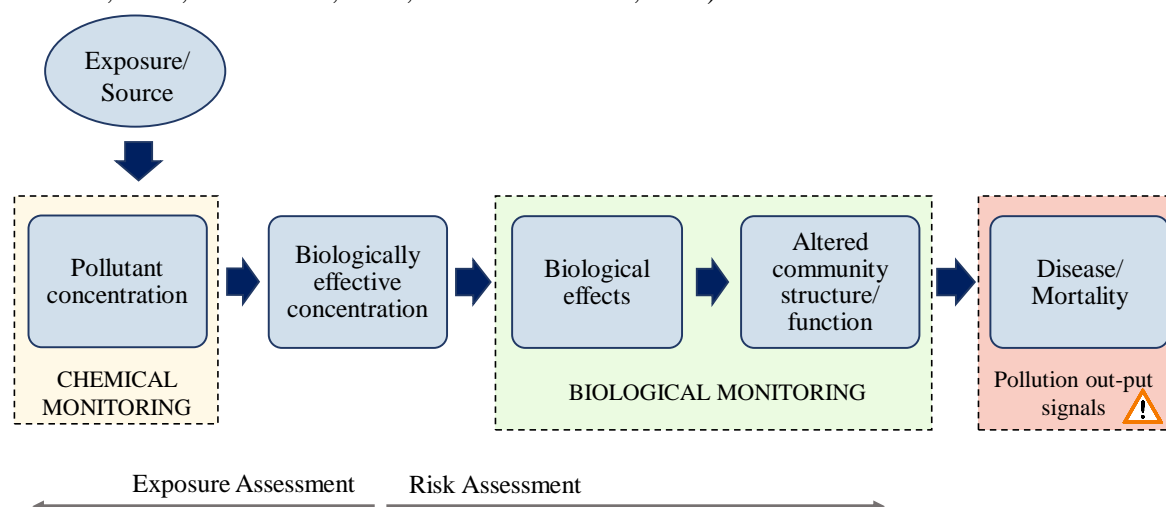 Exposure/
Source
Pollutant
concentration
CHEMICAL
MONITORING
Biologically
effective
concentration
Biological
effects
Altered
community
structure/
function
BIOLOGICAL MONITORING
Disease/
Mortality
Pollution out-put
signals
Exposure Assessment
Risk Assessment